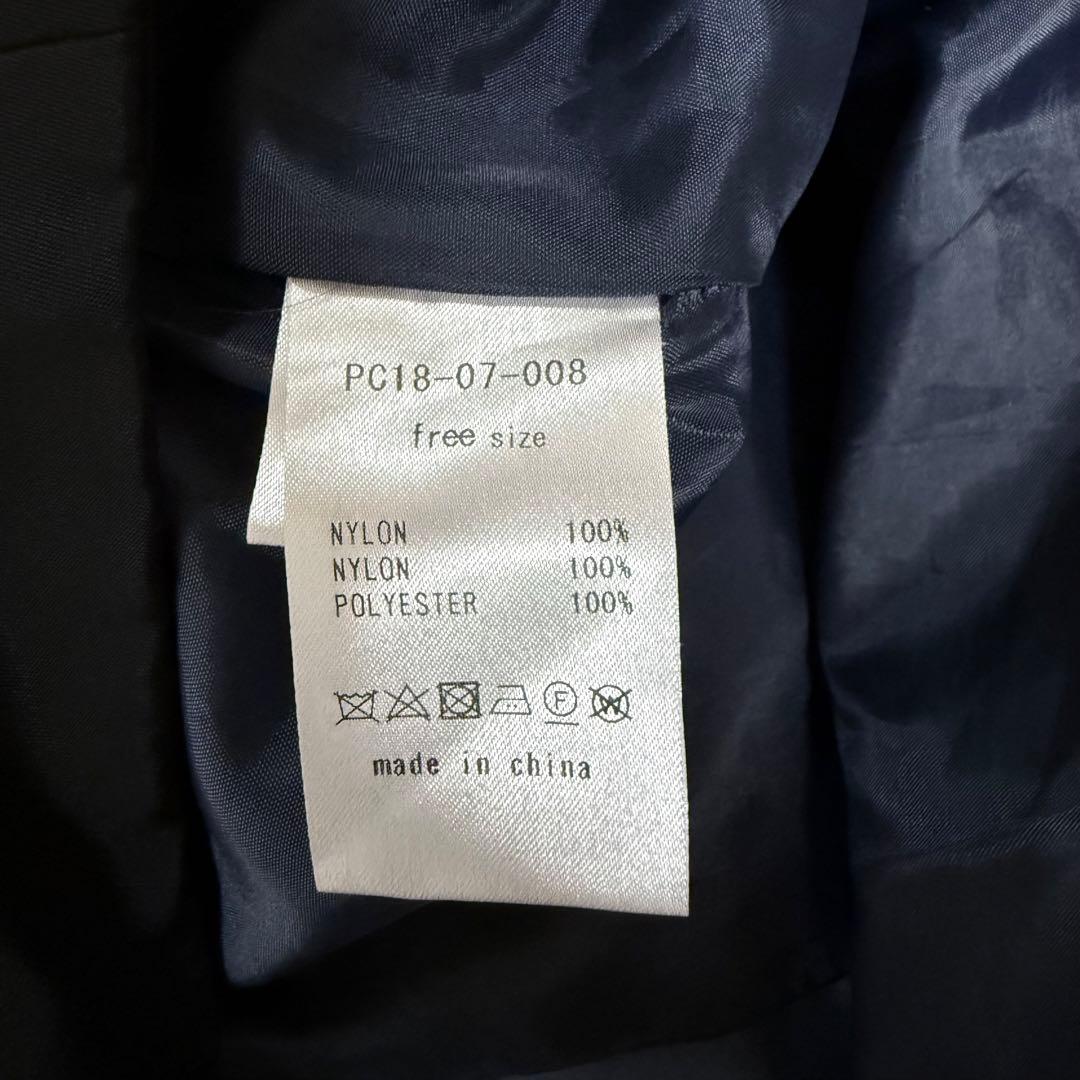 PC18-07-008
free size
NYLON 100%
NYLON 100%
POLYESTER 100%
F W
made in china